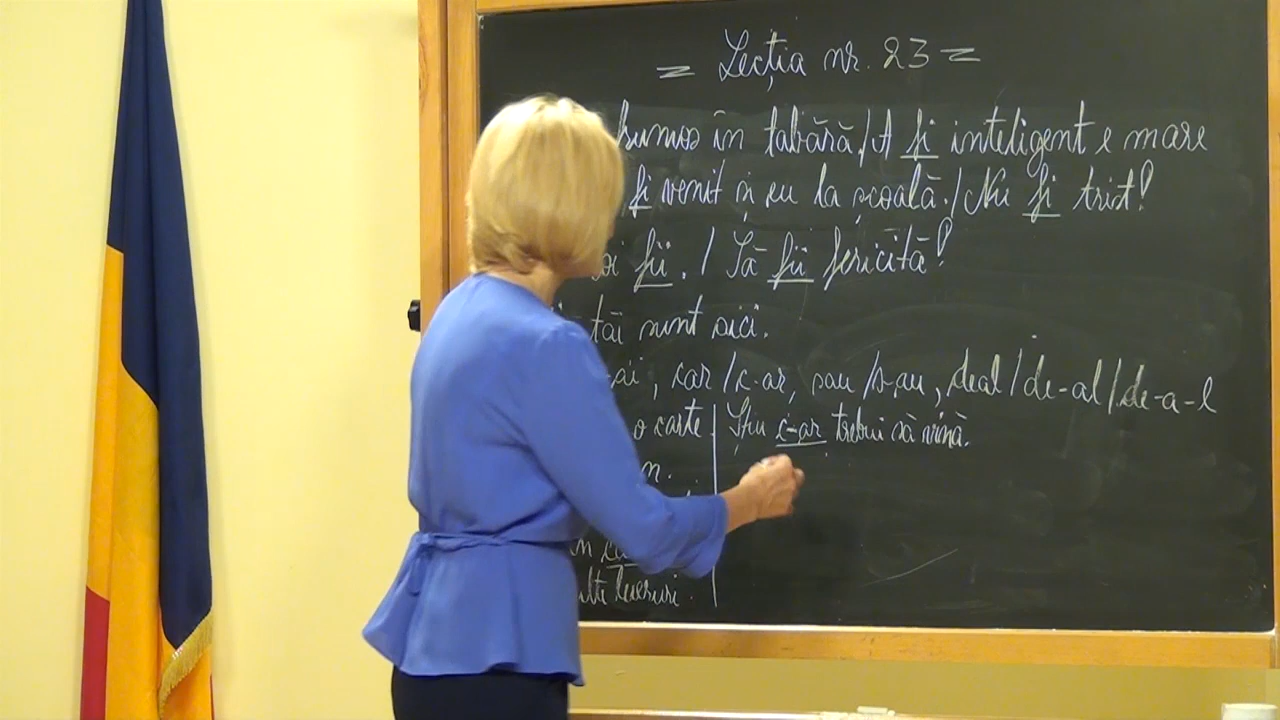 = Lecția nr. 23 =
frumos în tabără. / A fi inteligent e mare
fi venit și eu la școală. / Nu fi trist!
fii. / Să fii fericită!
tăi sunt aici.
car / c-ar, sau / s-au, deal / de-al / de-a-l
o carte. Știu c-ar trebui să vină.
n.
în
multe lucruri.